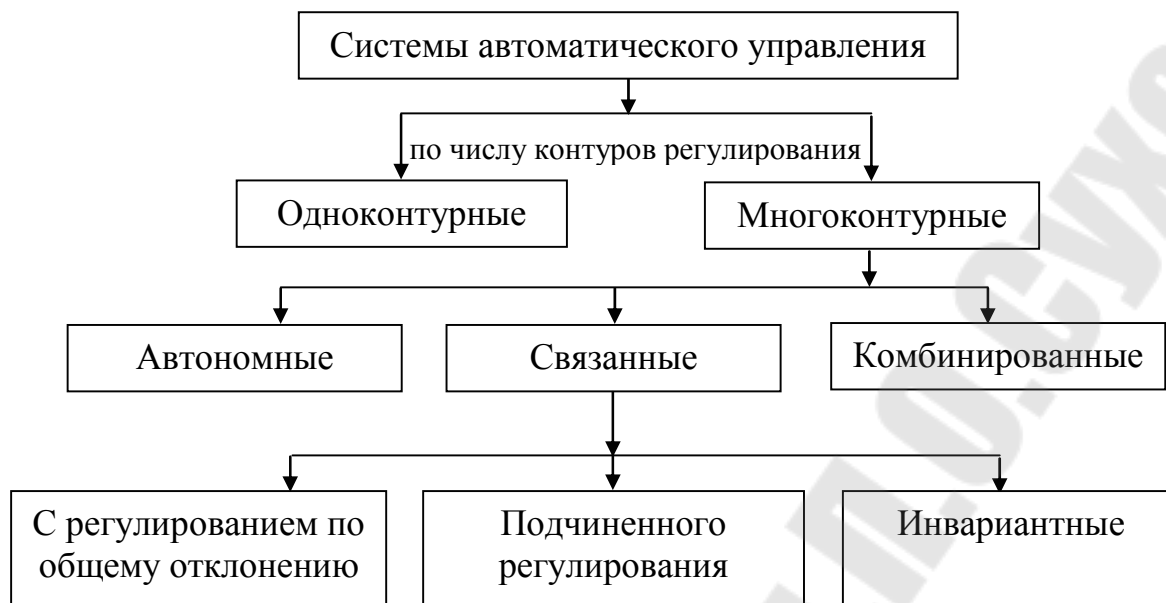 Системы автоматического управления
по числу контуров регулирования
Одноконтурные
Многоконтурные
Автономные
Связанные
Комбинированные
С регулированием по
общему отклонению
Подчиненного
регулирования
Инвариантные